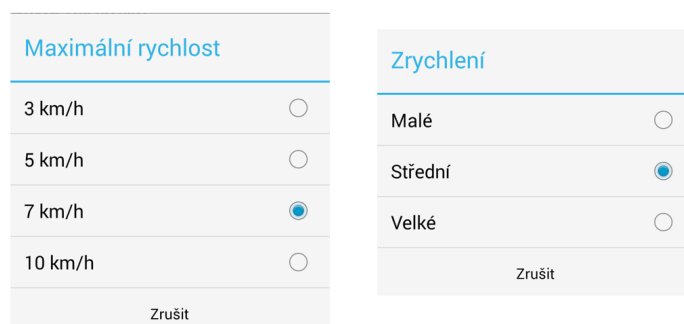 Maximální rychlost
3 km/h
5 km/h
7 km/h
10 km/h
Zrušit
Zrychlení
Malé
Střední
Velké
Zrušit